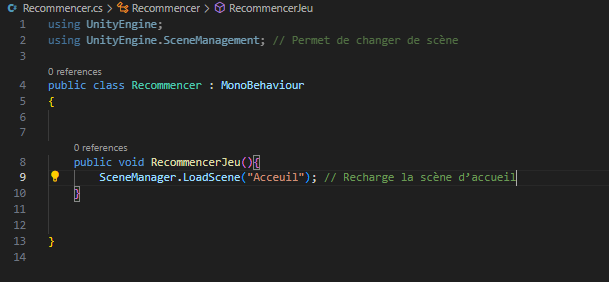 Recommencer.cs > Recommencer > RecommencerJeu
1 using UnityEngine;
2 using UnityEngine.SceneManagement; // Permet de changer de scène
3
0 references
4 public class Recommencer : MonoBehaviour
5 {
6
7
0 references
8 public void RecommencerJeu(){
9 SceneManager.LoadScene("Acceuil"); // Recharge la scène d’accueil
10 }
11
12
13 }
14